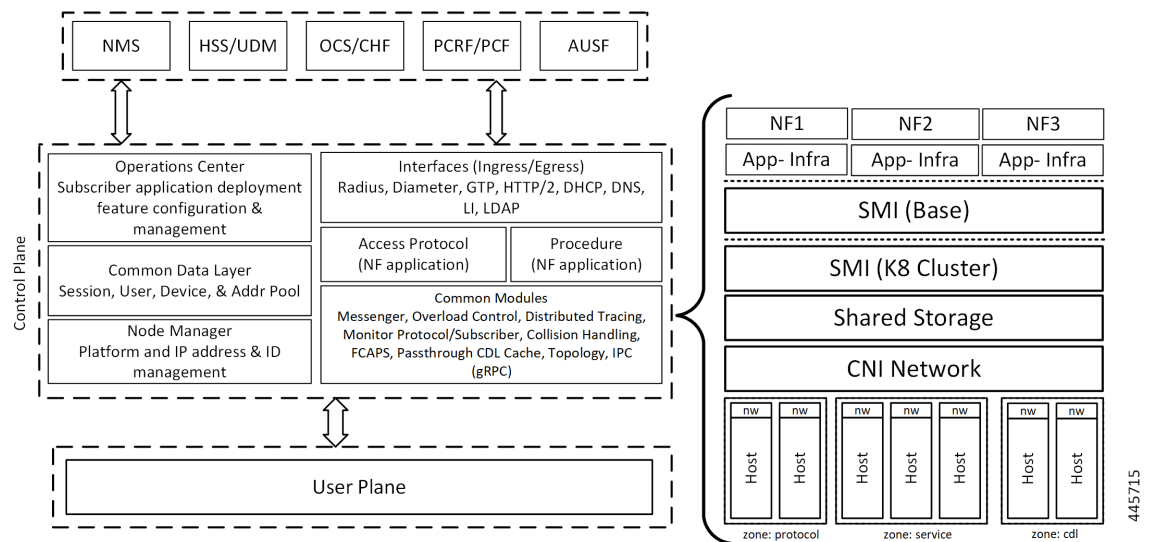 NMS
HSS/UDM
OCS/CHF
PCRF/PCF
AUSF
Control Plane
Operations Center
Subscriber application deployment
feature configuration &
management
Common Data Layer
Session, User, Device, & Addr Pool
Node Manager
Platform and IP address & ID
management
Interfaces (Ingress/Egress)
Radius, Diameter, GTP, HTTP/2, DHCP, DNS,
LI, LDAP
Access Protocol
(NF application)
Procedure
(NF application)
Common Modules
Messenger, Overload Control, Distributed Tracing,
Monitor Protocol/Subscriber, Collision Handling,
FCAPS, Passthrough CDL Cache, Topology, IPC
(gRPC)
User Plane
NF1
NF2
NF3
App- Infra
App- Infra
App- Infra
SMI (Base)
SMI (K8 Cluster)
Shared Storage
CNI Network
nw
nw
nw
nw
nw
nw
nw
Host
Host
Host
Host
Host
Host
Host
zone: protocol
zone: service
zone: cdl
445715